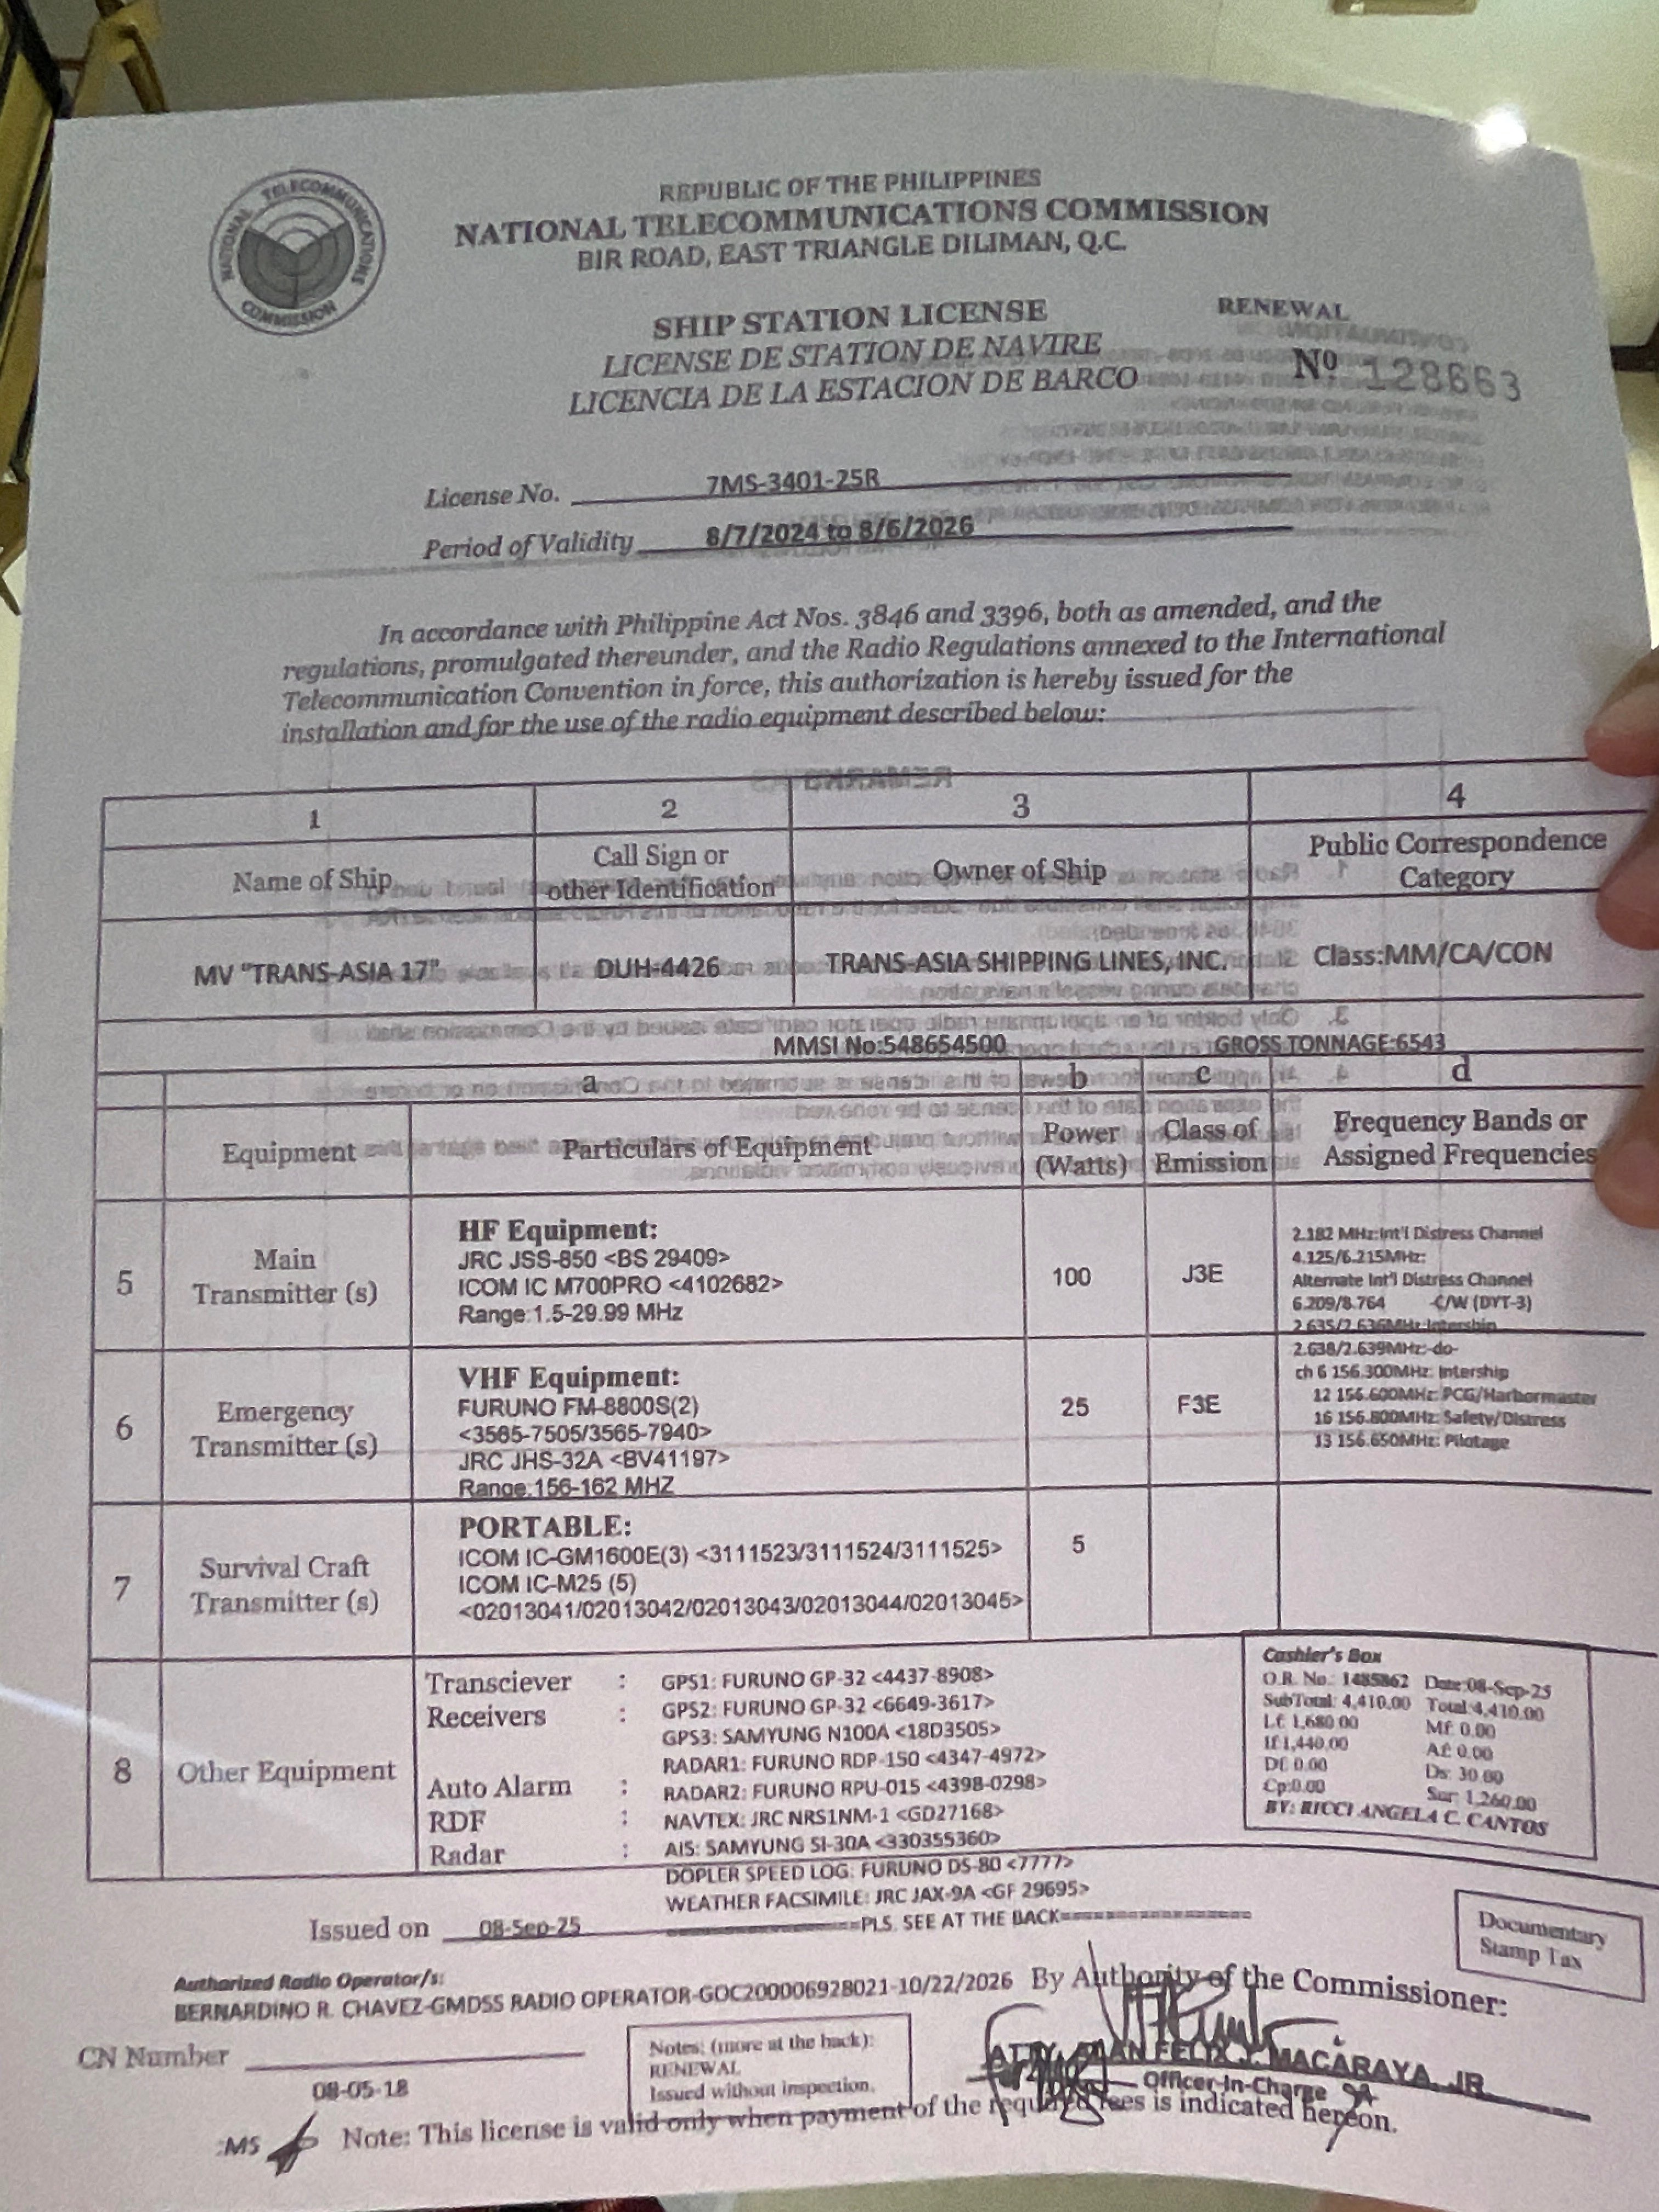 NATIONAL TELECOMMUNICATIONS COMMISSION
REPUBLIC OF THE PHILIPPINES
NATIONAL TELECOMMUNICATIONS COMMISSION
BIR ROAD, EAST TRIANGLE DILIMAN, Q.C.
SHIP STATION LICENSE
LICENSE DE STATION DE NAVIRE
LICENCIA DE LA ESTACION DE BARCO
RENEWAL
Nº 128663
License No. 7MS-3401-25R
Period of Validity 8/7/2024 to 8/6/2026
In accordance with Philippine Act Nos. 3846 and 3396, both as amended, and the
regulations, promulgated thereunder, and the Radio Regulations annexed to the International
Telecommunication Convention in force, this authorization is hereby issued for the
installation and for the use of the radio equipment described below:
1 2 3 4
Name of Ship
Call Sign or
other Identification
Owner of Ship
Public Correspondence
Category
MV "TRANS-ASIA 17" DUH-4426 TRANS-ASIA SHIPPING LINES, INC. Class:MM/CA/CON
MMSI No:548654500 GROSS TONNAGE:6543
a b c d
Equipment
Particulars of Equipment
Power
(Watts)
Class of
Emission
Frequency Bands or
Assigned Frequencies
5
Main
Transmitter (s)
HF Equipment:
JRC JSS-850 <BS 29409>
ICOM IC M700PRO <4102682>
Range:1.5-29.99 MHz
100
J3E
2.182 MHz:Int'l Distress Channel
4.125/6.215MHz:
Alternate Int'l Distress Channel
6.209/8.764 -C/W (DYT-3)
2.635/2.636MHz:Intership
6
Emergency
Transmitter (s)
VHF Equipment:
FURUNO FM-8800S(2)
<3565-7505/3565-7940>
JRC JHS-32A <BV41197>
Range:156-162 MHZ
25
F3E
2.638/2.639MHz:-do-
ch 6 156.300MHz: Intership
12 156.600MHz: PCG/Harbormaster
16 156.800MHz: Safety/Distress
13 156.650MHz: Pilotage
7
Survival Craft
Transmitter (s)
PORTABLE:
ICOM IC-GM1600E(3) <3111523/3111524/3111525>
ICOM IC-M25 (5)
<02013041/02013042/02013043/02013044/02013045>
5
8
Other Equipment
Transciever :
Receivers :
Auto Alarm :
RDF :
Radar :
GPS1: FURUNO GP-32 <4437-8908>
GPS2: FURUNO GP-32 <6649-3617>
GPS3: SAMYUNG N100A <18D3505>
RADAR1: FURUNO RDP-150 <4347-4972>
RADAR2: FURUNO RPU-015 <4398-0298>
NAVTEX: JRC NRS1NM-1 <GD27168>
AIS: SAMYUNG SI-30A <330355360>
DOPLER SPEED LOG: FURUNO DS-80 <7777>
WEATHER FACSIMILE: JRC JAX-9A <GF 29695>
==================PLS. SEE AT THE BACK==================
Cashier's Box
O.R. No.: 1485862 Date:08-Sep-25
SubTotal: 4,410.00 Total:4,410.00
Lf: 1,680.00 Mf: 0.00
If:1,440.00 Af: 0.00
Df: 0.00 Ds: 30.00
Cp:0.00 Sur: 1,260.00
BY: RICCI ANGELA C. CANTOS
Issued on 08-Sep-25
Documentary
Stamp Tax
Authorized Radio Operator/s:
BERNARDINO R. CHAVEZ-GMDSS RADIO OPERATOR-GOC200006928021-10/22/2026
By Authority of the Commissioner:
CN Number
08-05-18
Notes: (more at the back):
RENEWAL
Issued without inspection.
ATTY. ALAN FELIX J. MACARAYA, JR.
Officer-In-Charge
:MS
Note: This license is valid only when payment of the required fees is indicated hereon.